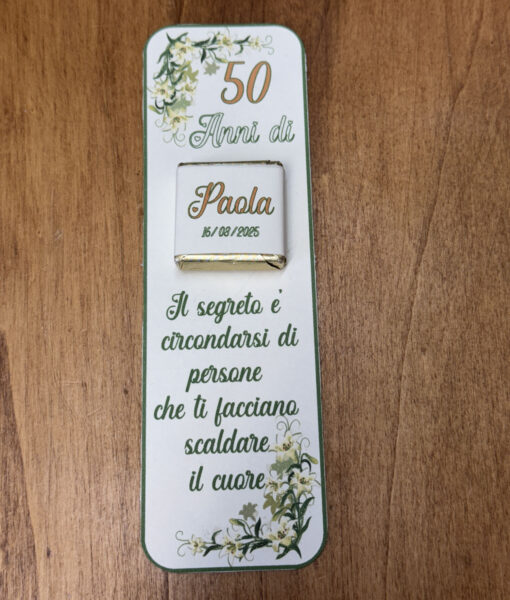 50
Anni di
Paola
16/08/2025
Il segreto e'
circondarsi di
persone
che ti facciano
scaldare
il cuore